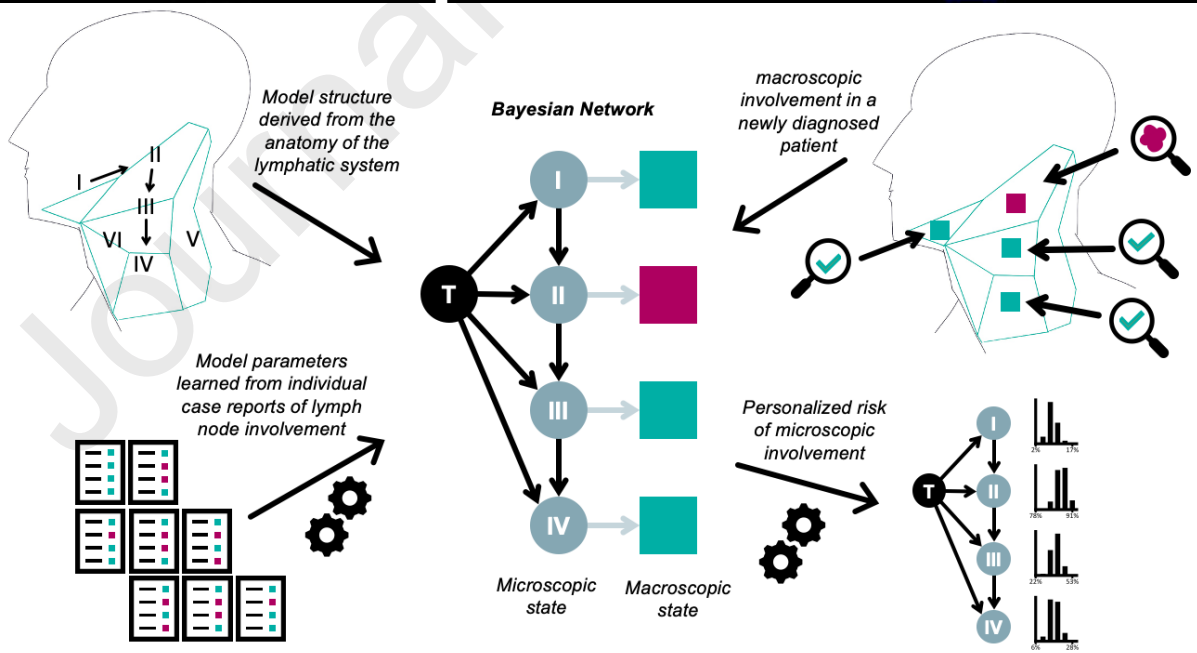 Journal
Model structure
derived from the
anatomy of the
lymphatic system
I
II
III
VI
V
IV
Model parameters
learned from individual
case reports of lymph
node involvement
Bayesian Network
T
I
II
III
IV
Microscopic
state
Macroscopic
state
macroscopic
involvement in a
newly diagnosed
patient
Personalized risk
of microscopic
involvement
T
I
2% 17%
II
78% 91%
III
22% 53%
IV
6% 28%